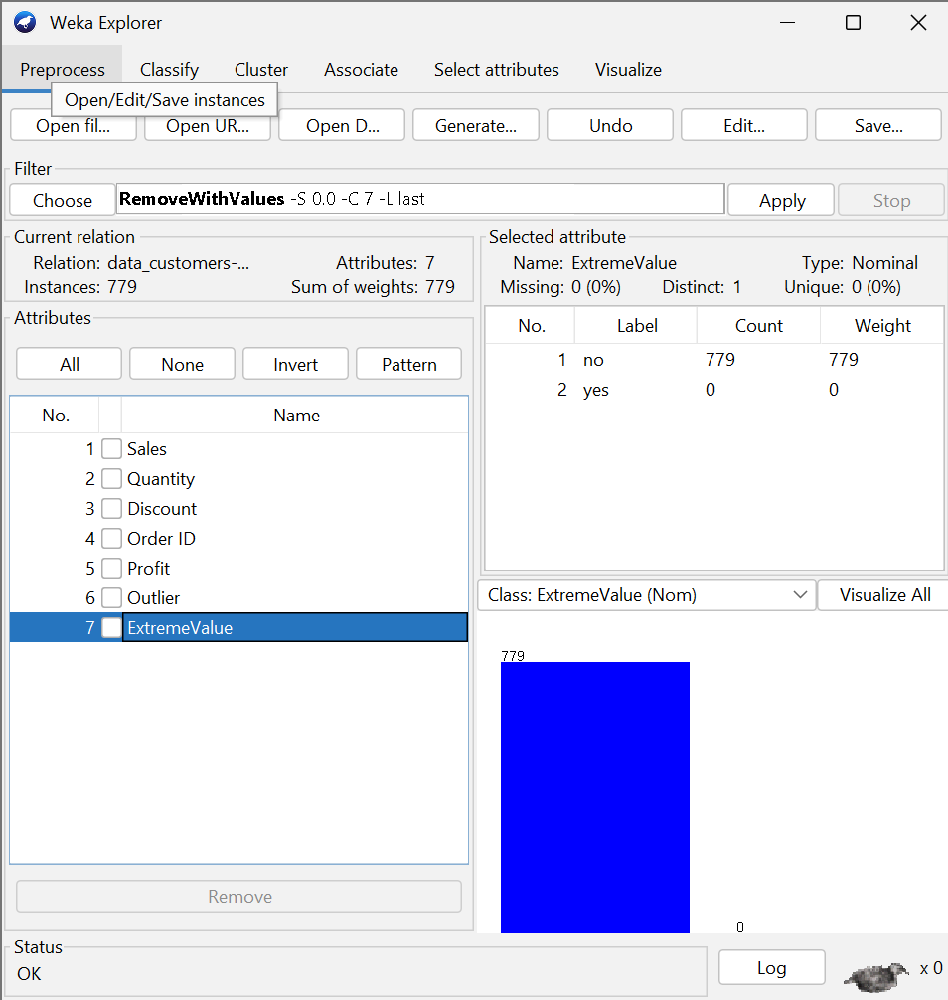 Weka Explorer
Preprocess Classify Cluster Associate Select attributes Visualize
Open/Edit/Save instances
Open fil... Open UR... Open D... Generate... Undo Edit... Save...
Filter
Choose RemoveWithValues -S 0.0 -C 7 -L last Apply Stop
Current relation
Relation: data_customers-... Attributes: 7
Instances: 779 Sum of weights: 779
Attributes
All None Invert Pattern
No. Name
1 Sales
2 Quantity
3 Discount
4 Order ID
5 Profit
6 Outlier
7 ExtremeValue
Remove
Selected attribute
Name: ExtremeValue Type: Nominal
Missing: 0 (0%) Distinct: 1 Unique: 0 (0%)
No. Label Count Weight
1 no 779 779
2 yes 0 0
Class: ExtremeValue (Nom) Visualize All
779
0
Status
OK
Log x 0